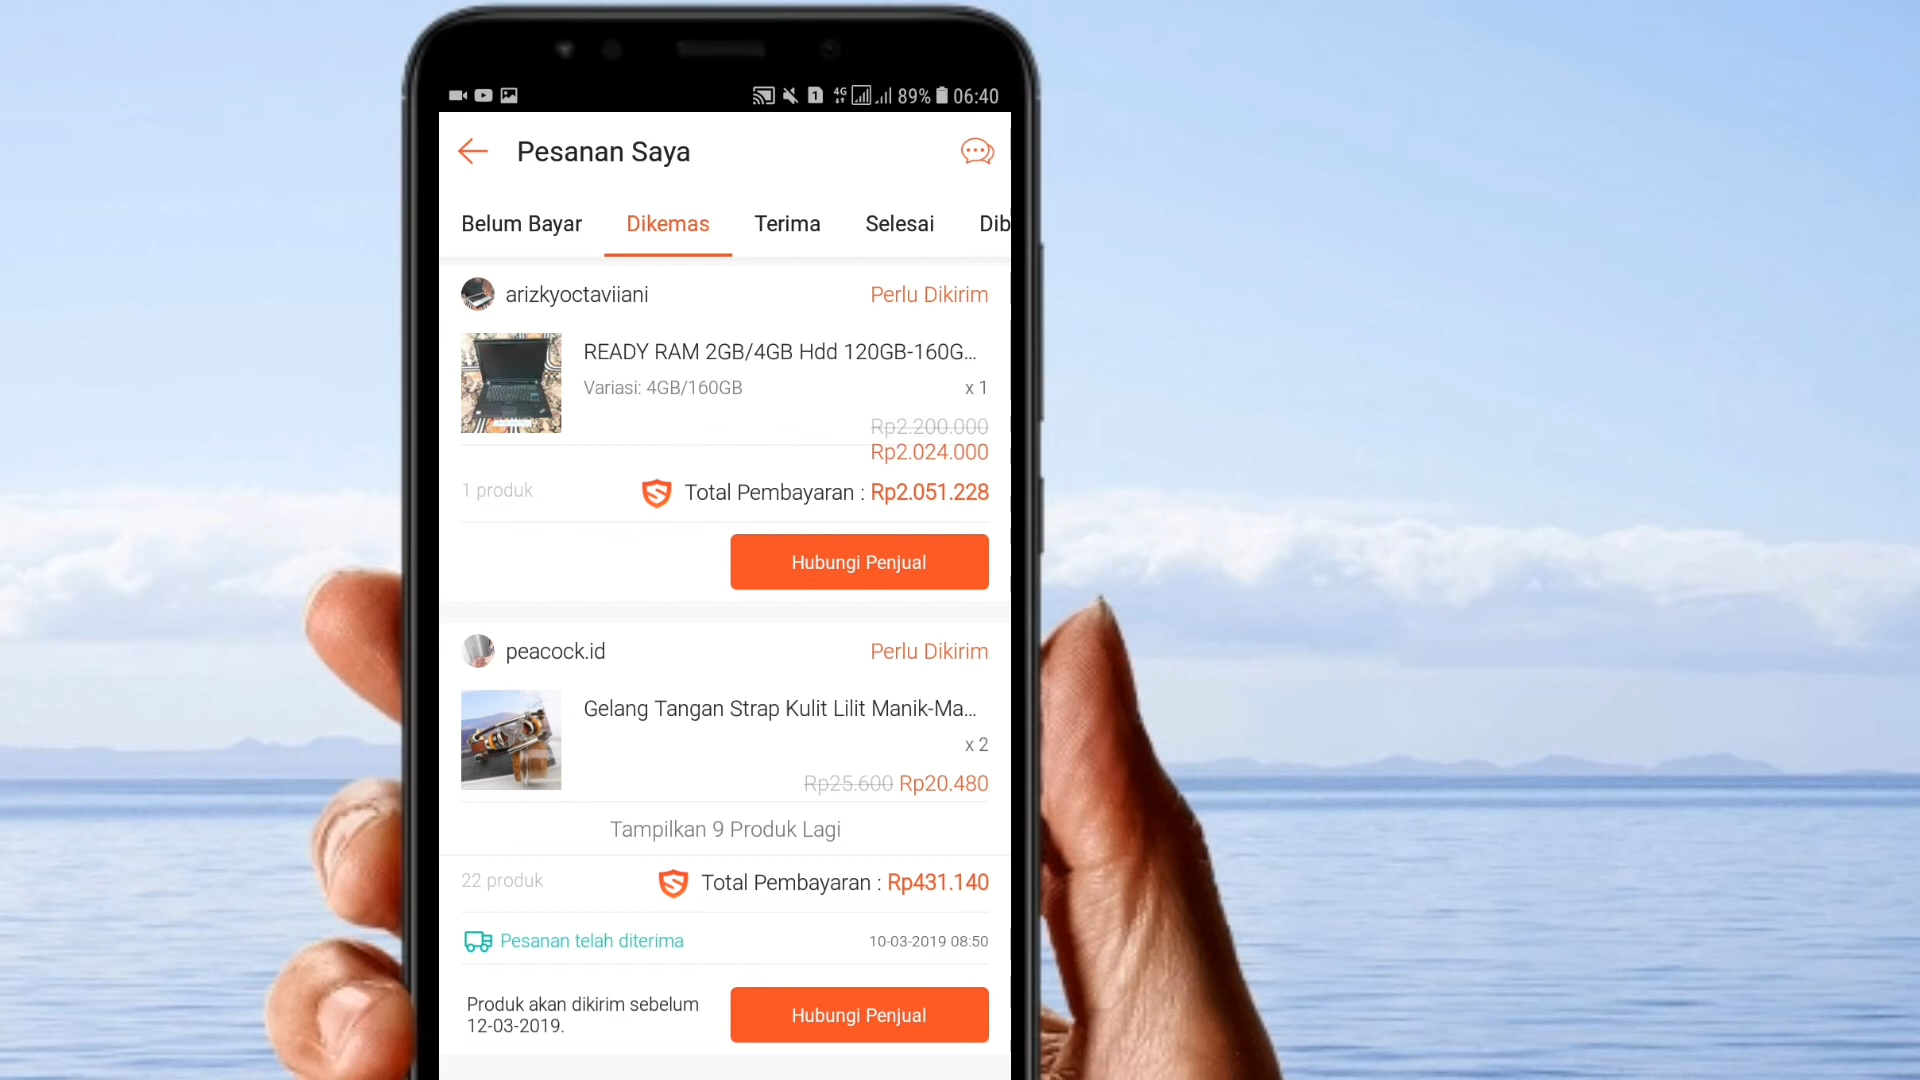 4G 89% 06:40
Pesanan Saya
Belum Bayar Dikemas Terima Selesai Dib
arizkyoctaviiani Perlu Dikirim
READY RAM 2GB/4GB Hdd 120GB-160G...
Variasi: 4GB/160GB x 1
Rp2.200.000
Rp2.024.000
1 produk Total Pembayaran : Rp2.051.228
Hubungi Penjual
peacock.id Perlu Dikirim
Gelang Tangan Strap Kulit Lilit Manik-Ma...
x 2
Rp25.600 Rp20.480
Tampilkan 9 Produk Lagi
22 produk Total Pembayaran : Rp431.140
Pesanan telah diterima 10-03-2019 08:50
Produk akan dikirim sebelum
12-03-2019.
Hubungi Penjual